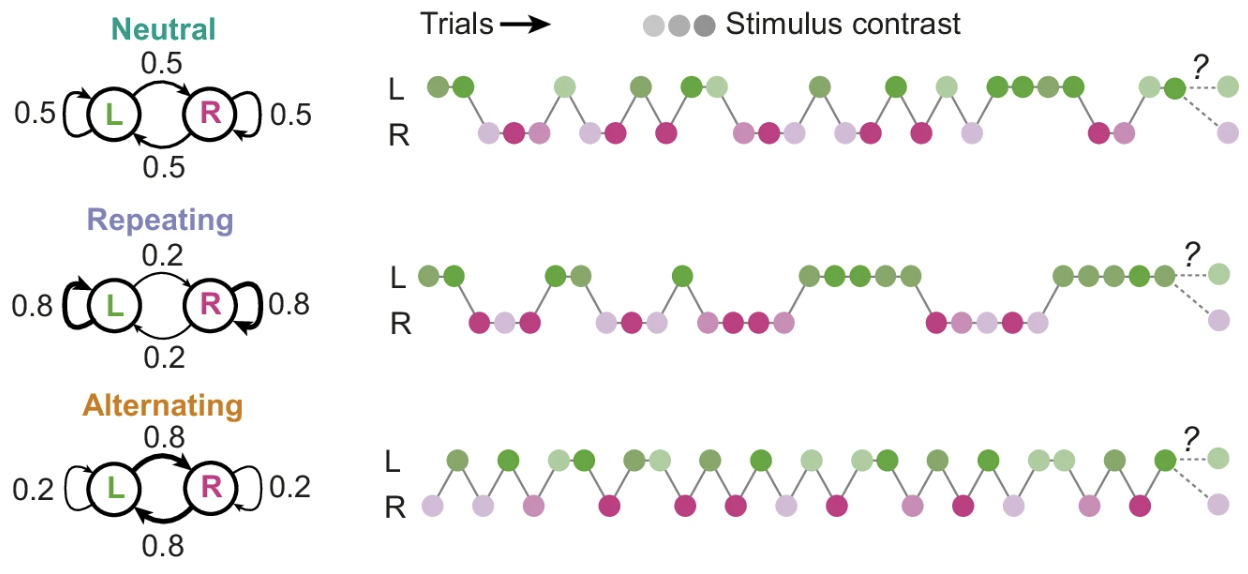 Neutral
0.5
0.5 L R 0.5
0.5
Trials Stimulus contrast
L
R
?
Repeating
0.2
0.8 L R 0.8
0.2
L
R
?
Alternating
0.8
0.2 L R 0.2
0.8
L
R
?